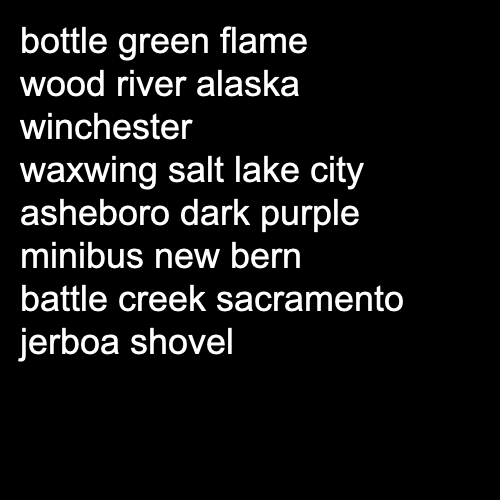 bottle green flame
wood river alaska
winchester
waxwing salt lake city
asheboro dark purple
minibus new bern
battle creek sacramento
jerboa shovel